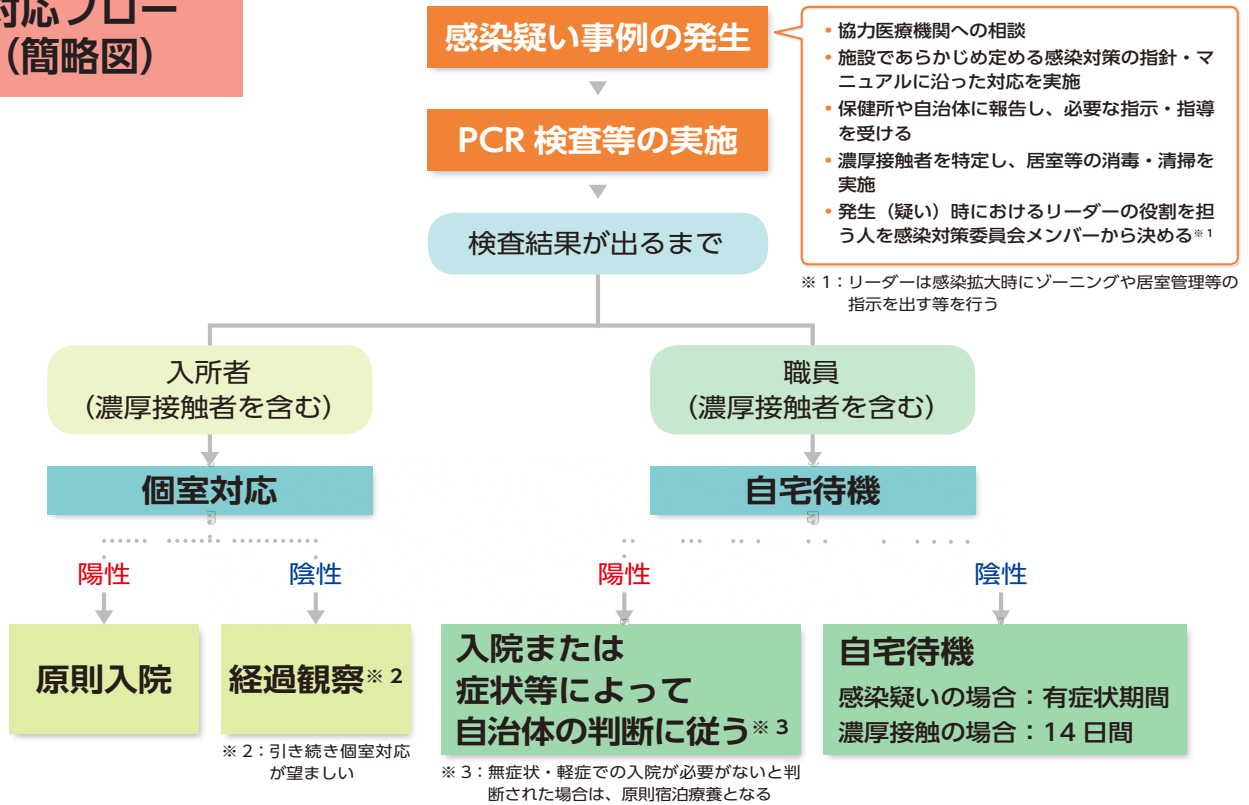 対応フロー
（簡略図）
感染疑い事例の発生
• 協力医療機関への相談
• 施設であらかじめ定める感染対策の指針・マ
ニュアルに沿った対応を実施
• 保健所や自治体に報告し、必要な指示・指導
を受ける
• 濃厚接触者を特定し、居室等の消毒・清掃を
実施
• 発生（疑い）時におけるリーダーの役割を担
う人を感染対策委員会メンバーから決める※1
※1：リーダーは感染拡大時にゾーニングや居室管理等の
指示を出す等を行う
PCR検査等の実施
検査結果が出るまで
入所者
（濃厚接触者を含む）
個室対応
陽性
原則入院
陰性
経過観察※2
※2：引き続き個室対応
が望ましい
職員
（濃厚接触者を含む）
自宅待機
陽性
入院または
症状等によって
自治体の判断に従う※3
※3：無症状・軽症での入院が必要がないと判
断された場合は、原則宿泊療養となる
陰性
自宅待機
感染疑いの場合：有症状期間
濃厚接触の場合：14日間